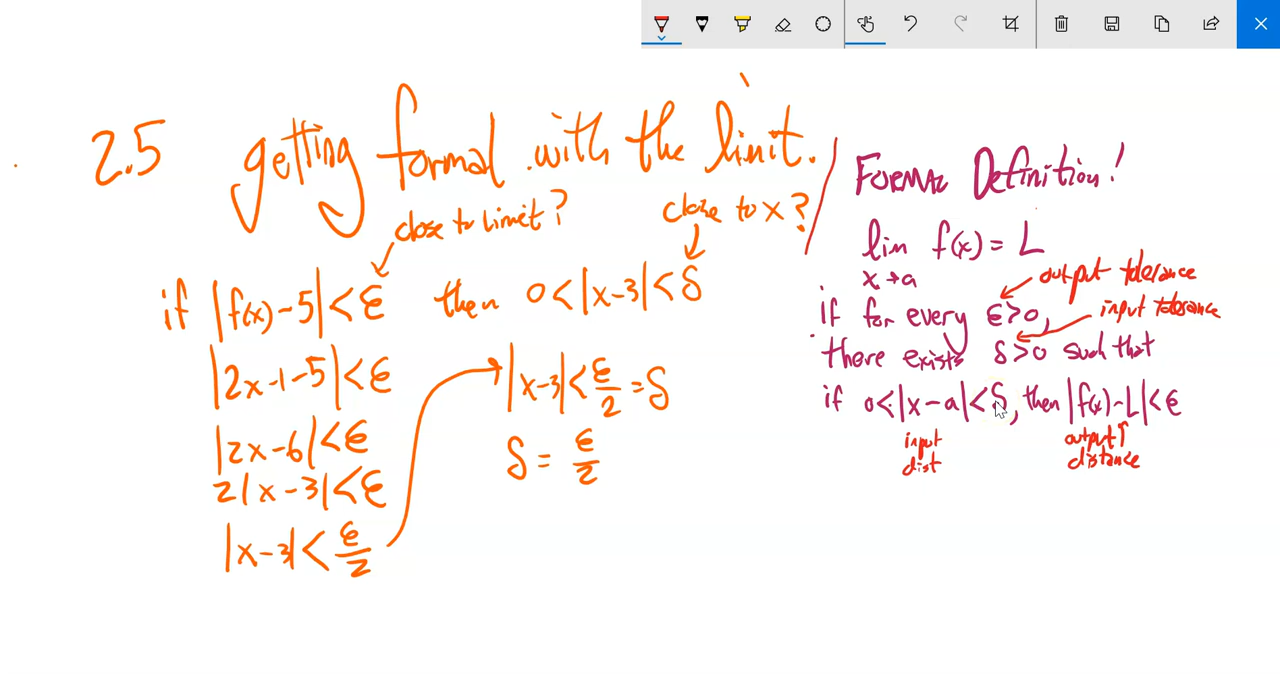 2.5 getting formal with the limit.
close to Limit?
close to x?
if |f(x) - 5| < ε then 0 < |x - 3| < δ
|2x - 1 - 5| < ε
|2x - 6| < ε
2|x - 3| < ε
|x - 3| < ε/2
|x - 3| < ε/2 = δ
δ = ε/2
FORMAL Definition!
lim f(x) = L
x → a
output tolerance
if for every ε > 0,
input tolerance
there exists δ > 0 such that
if 0 < |x - a| < δ, then |f(x) - L| < ε
input
dist
output
distance